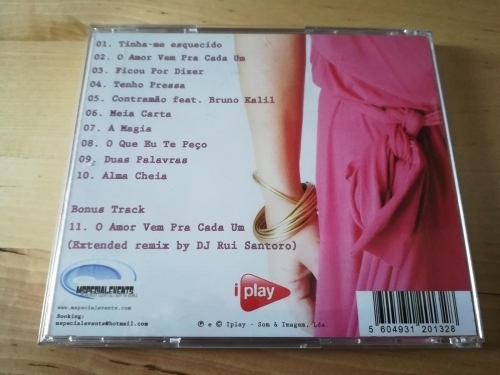 01. Tinha-me esquecido
02. O Amor Vem Pra Cada Um
03. Ficou Por Dizer
04. Tenho Pressa
05. Contramão feat. Bruno Kalil
06. Meia Carta
07. A Magia
08. O Que Eu Te Peço
09. Duas Palavras
10. Alma Cheia
Bonus Track
11. O Amor Vem Pra Cada Um
(Extended remix by DJ Rui Santoro)
MSPECIALEVENTS
www.mspecialevents.com
Booking:
mspecialevents@hotmail.com
i play
℗ e © Iplay - Som & Imagem, Lda
5 604931 201328